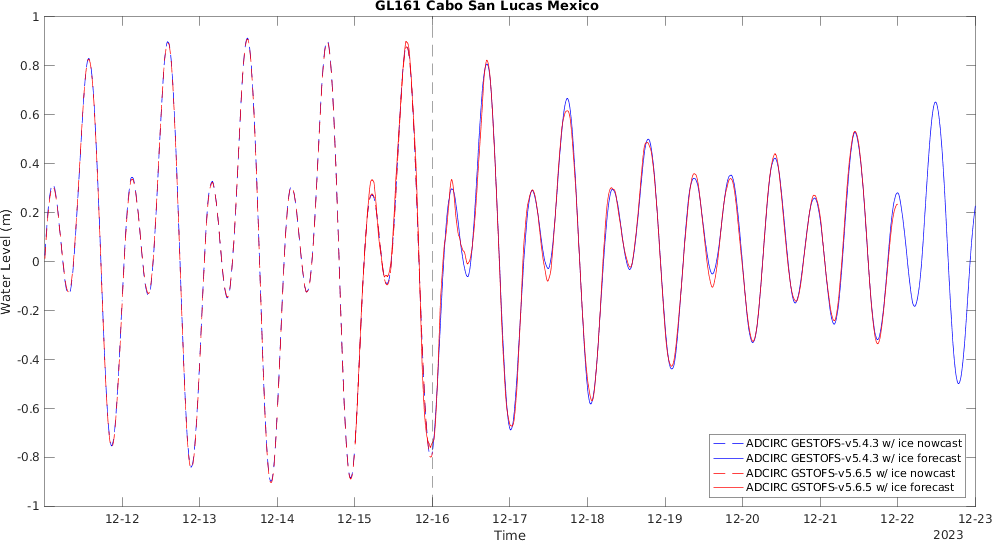 GL161 Cabo San Lucas Mexico
Water Level (m)
1
0.8
0.6
0.4
0.2
0
-0.2
-0.4
-0.6
-0.8
-1
ADCIRC GESTOFS-v5.4.3 w/ ice nowcast
ADCIRC GESTOFS-v5.4.3 w/ ice forecast
ADCIRC GSTOFS-v5.6.5 w/ ice nowcast
ADCIRC GSTOFS-v5.6.5 w/ ice forecast
12-12 12-13 12-14 12-15 12-16 12-17 12-18 12-19 12-20 12-21 12-22 12-23
Time
2023